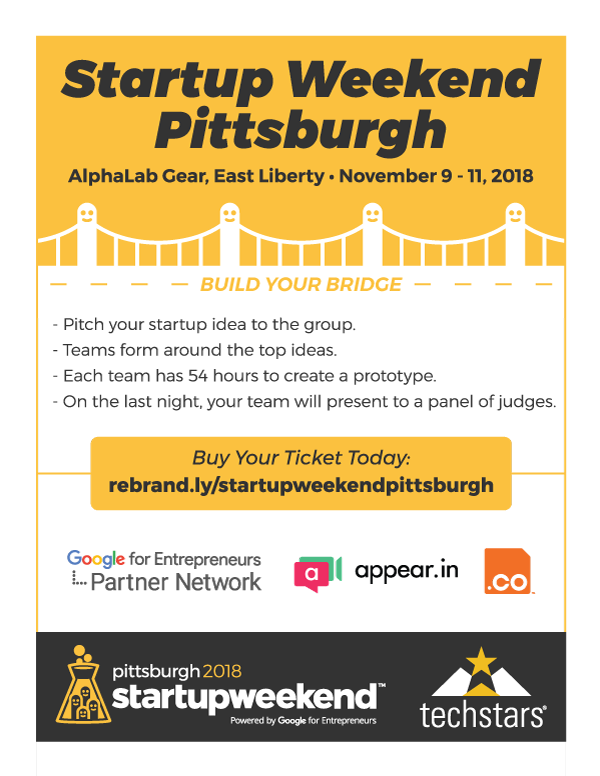 Startup Weekend
Pittsburgh
AlphaLab Gear, East Liberty • November 9 - 11, 2018
BUILD YOUR BRIDGE
- Pitch your startup idea to the group.
- Teams form around the top ideas.
- Each team has 54 hours to create a prototype.
- On the last night, your team will present to a panel of judges.
Buy Your Ticket Today:
rebrand.ly/startupweekendpittsburgh
Google for Entrepreneurs
Partner Network
a
appear.in
.co
pittsburgh 2018
startupweekend™
Powered by Google for Entrepreneurs
techstars®